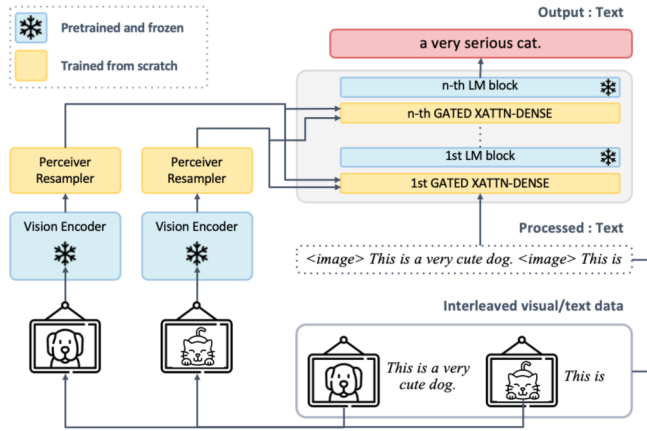 Output : Text
Pretrained and frozen
Trained from scratch
a very serious cat.
n-th LM block
n-th GATED XATTN-DENSE
1st LM block
1st GATED XATTN-DENSE
Perceiver
Resampler
Perceiver
Resampler
Vision Encoder
Vision Encoder
Processed : Text
<image> This is a very cute dog. <image> This is
Interleaved visual/text data
This is a very
cute dog.
This is